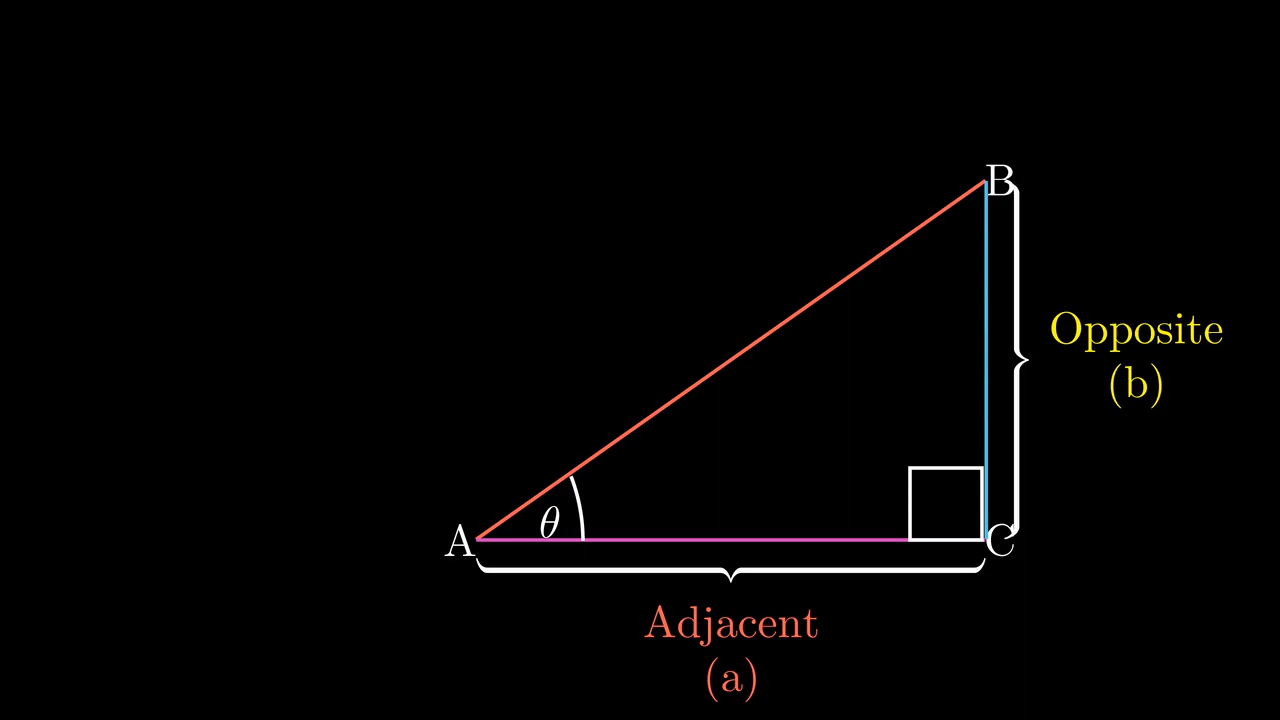 B
Opposite
(b)
θ
A
C
Adjacent
(a)